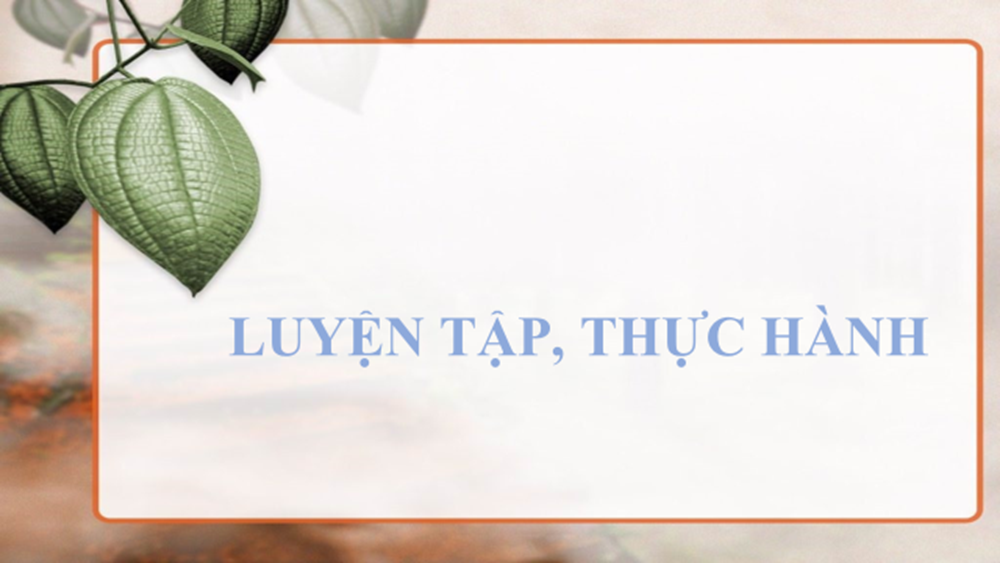 LUYỆN TẬP, THỰC HÀNH